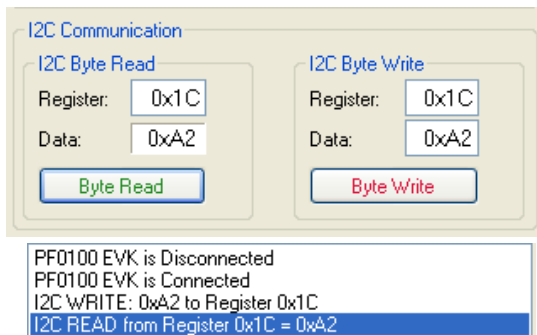 I2C Communication
I2C Byte Read
I2C Byte Write
Register: 0x1C
Register: 0x1C
Data: 0xA2
Data: 0xA2
Byte Read
Byte Write
PF0100 EVK is Disconnected
PF0100 EVK is Connected
I2C WRITE: 0xA2 to Register 0x1C
I2C READ from Register 0x1C = 0xA2